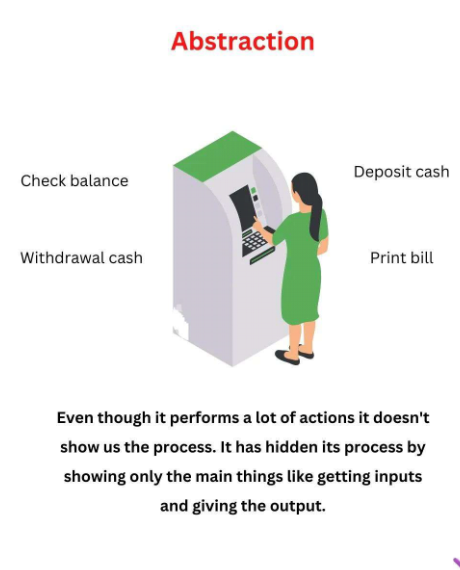 Abstraction
Check balance
Deposit cash
Withdrawal cash
Print bill
Even though it performs a lot of actions it doesn't
show us the process. It has hidden its process by
showing only the main things like getting inputs
and giving the output.